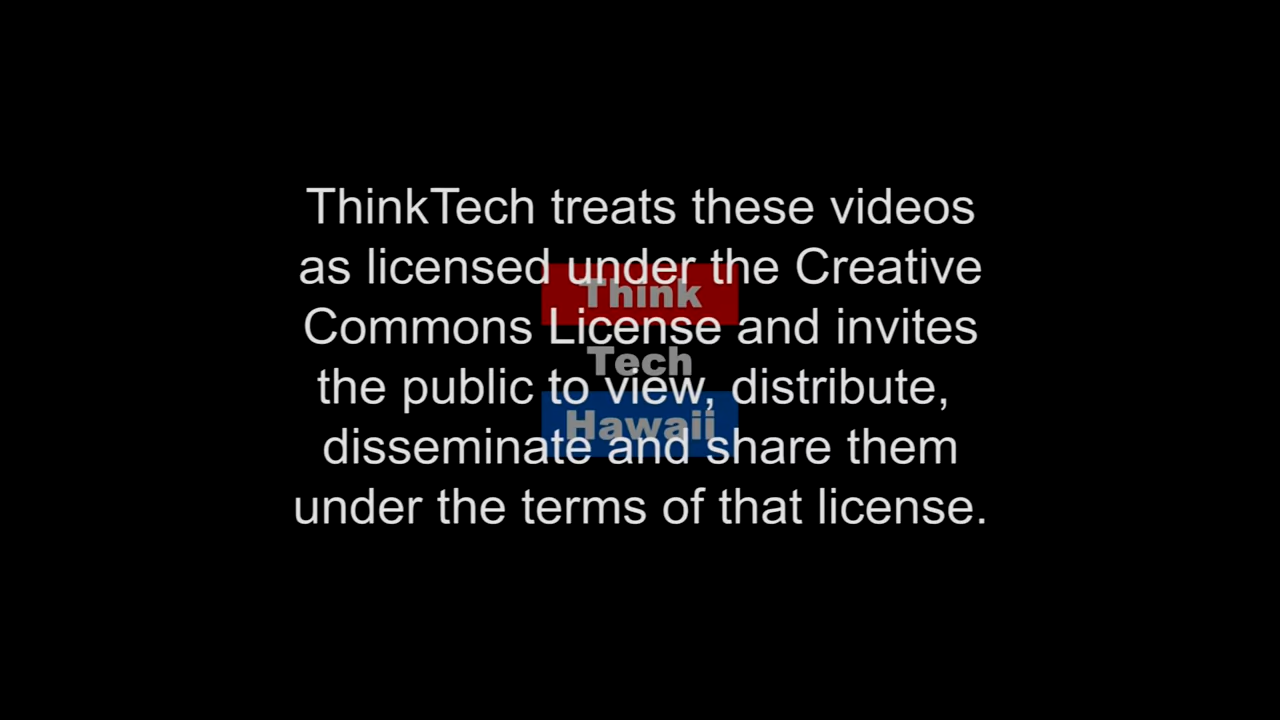 ThinkTech treats these videos
as licensed under the Creative
Think
Commons License and invites
Tech
the public to view, distribute,
Hawaii
disseminate and share them
under the terms of that license.